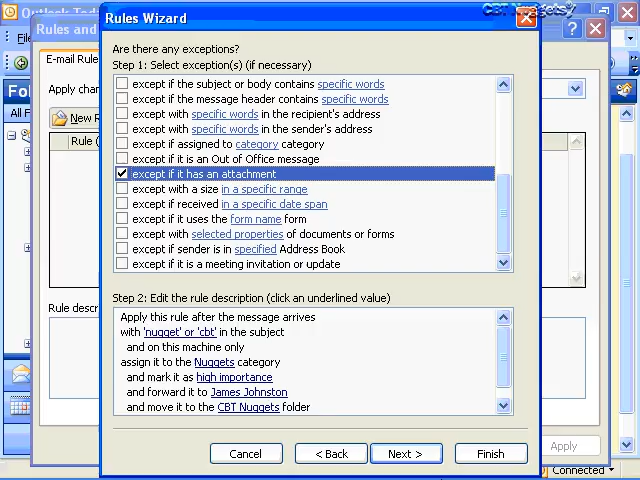 Outlook Toda
CBT Nuggets
Rules Wizard
Rules and
File
E-mail Rule
Apply chan
New R
Rule (
Rule descr
All F
Are there any exceptions?
Step 1: Select exception(s) (if necessary)
except if the subject or body contains specific words
except if the message header contains specific words
except with specific words in the recipient's address
except with specific words in the sender's address
except if assigned to category category
except if it is an Out of Office message
except if it has an attachment
except with a size in a specific range
except if received in a specific date span
except if it uses the form name form
except with selected properties of documents or forms
except if sender is in specified Address Book
except if it is a meeting invitation or update
Step 2: Edit the rule description (click an underlined value)
Apply this rule after the message arrives
with 'nugget' or 'cbt' in the subject
and on this machine only
assign it to the Nuggets category
and mark it as high importance
and forward it to James Johnston
and move it to the CBT Nuggets folder
Cancel
< Back
Next >
Finish
Apply
Connected